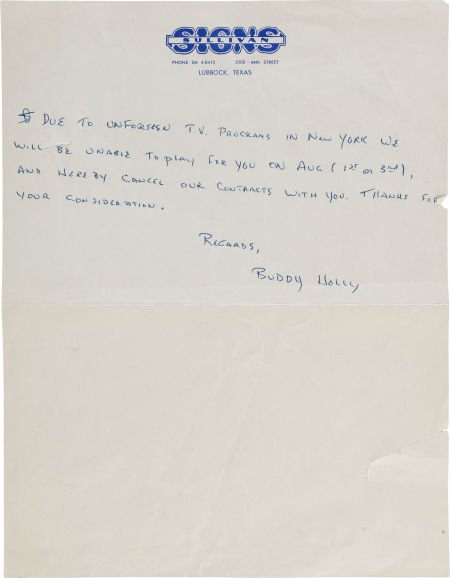 SIGNS
SULLIVAN
PHONE SH 4-0415 2102 - 44TH STREET
LUBBOCK, TEXAS
DUE TO UNFORSEEN T.V. PROGRAMS IN NEW YORK WE
WILL BE UNABLE TO PLAY FOR YOU ON AUG. (1ST OR 3RD),
AND HEREBY CANCEL OUR CONTRACTS WITH YOU. THANKS FOR
YOUR CONSIDERATION.
REGARDS,
BUDDY HOLLY